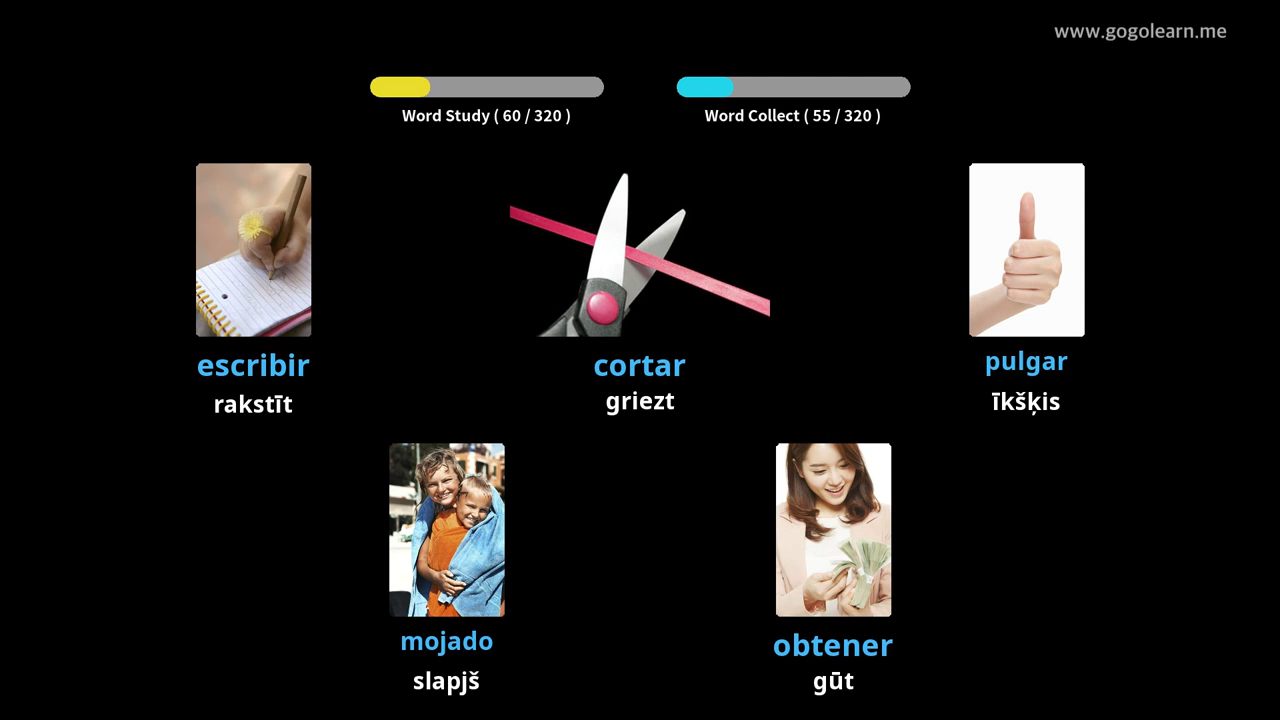 www.gogolearn.me
Word Study ( 60 / 320 )
Word Collect ( 55 / 320 )
escribir
rakstīt
cortar
griezt
pulgar
īkšķis
mojado
slapjš
obtener
gūt